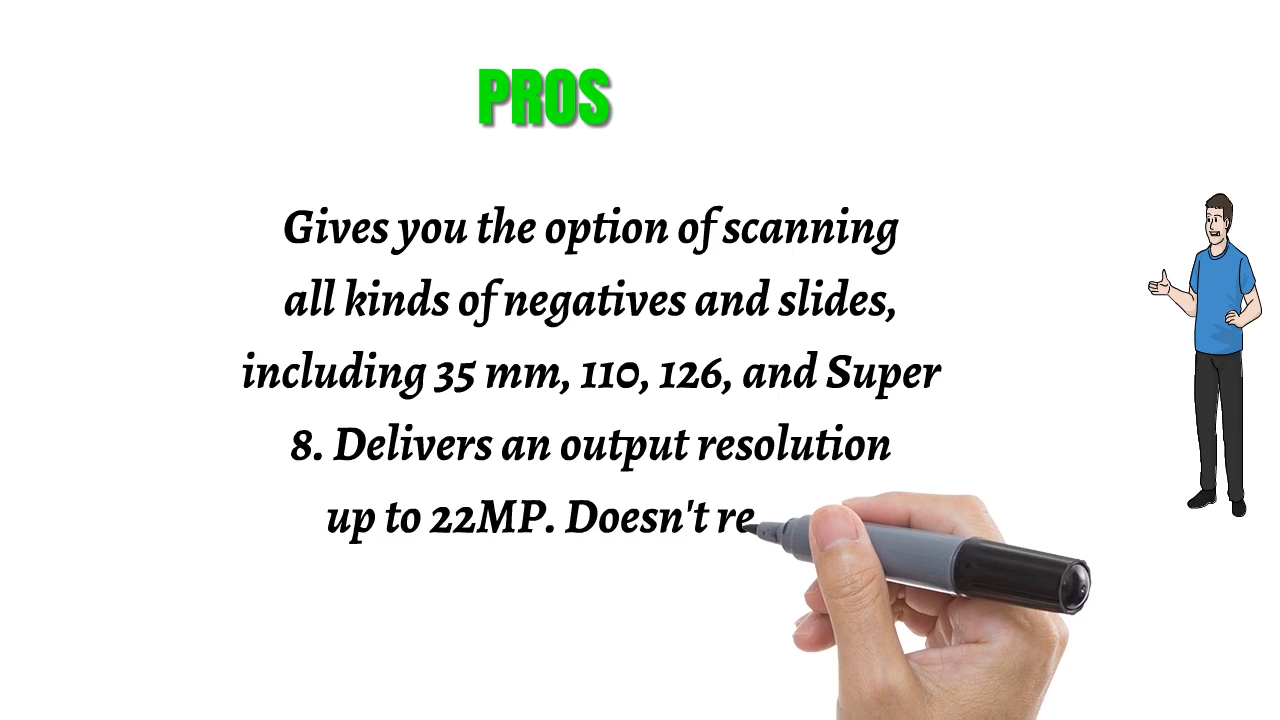 PROS
Gives you the option of scanning
all kinds of negatives and slides,
including 35 mm, 110, 126, and Super
8. Delivers an output resolution
up to 22MP. Doesn't re